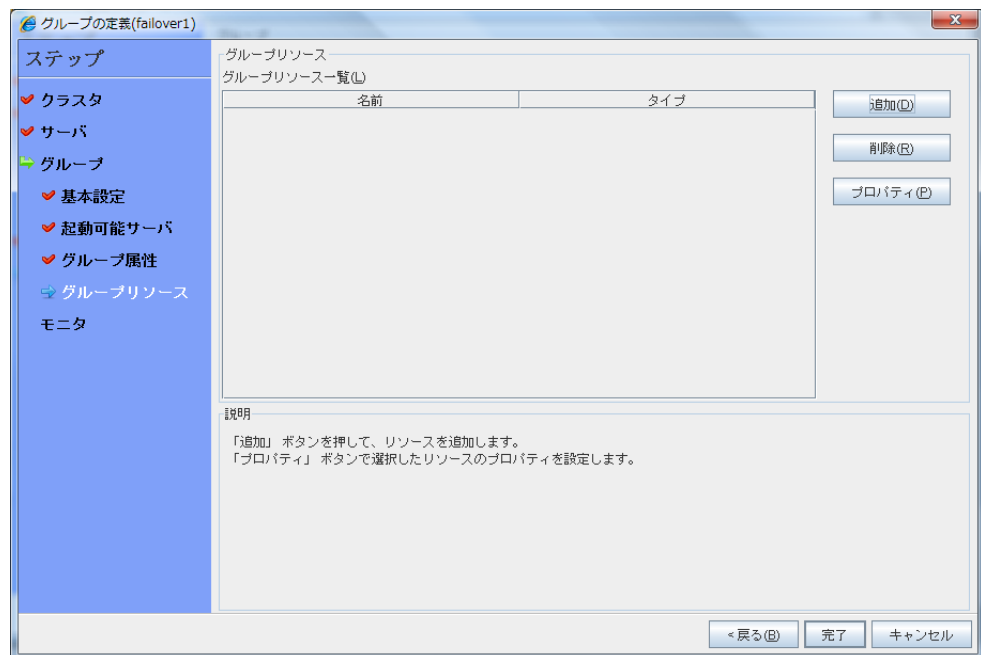 グループの定義(failover1)
ステップ
クラスタ
サーバ
グループ
基本設定
起動可能サーバ
グループ属性
グループリソース
モニタ
グループリソース
グループリソース一覧(L)
名前 タイプ
追加(D)
削除(R)
プロパティ(P)
説明
「追加」 ボタンを押して、リソースを追加します。
「プロパティ」 ボタンで選択したリソースのプロパティを設定します。
<戻る(B) 完了 キャンセル